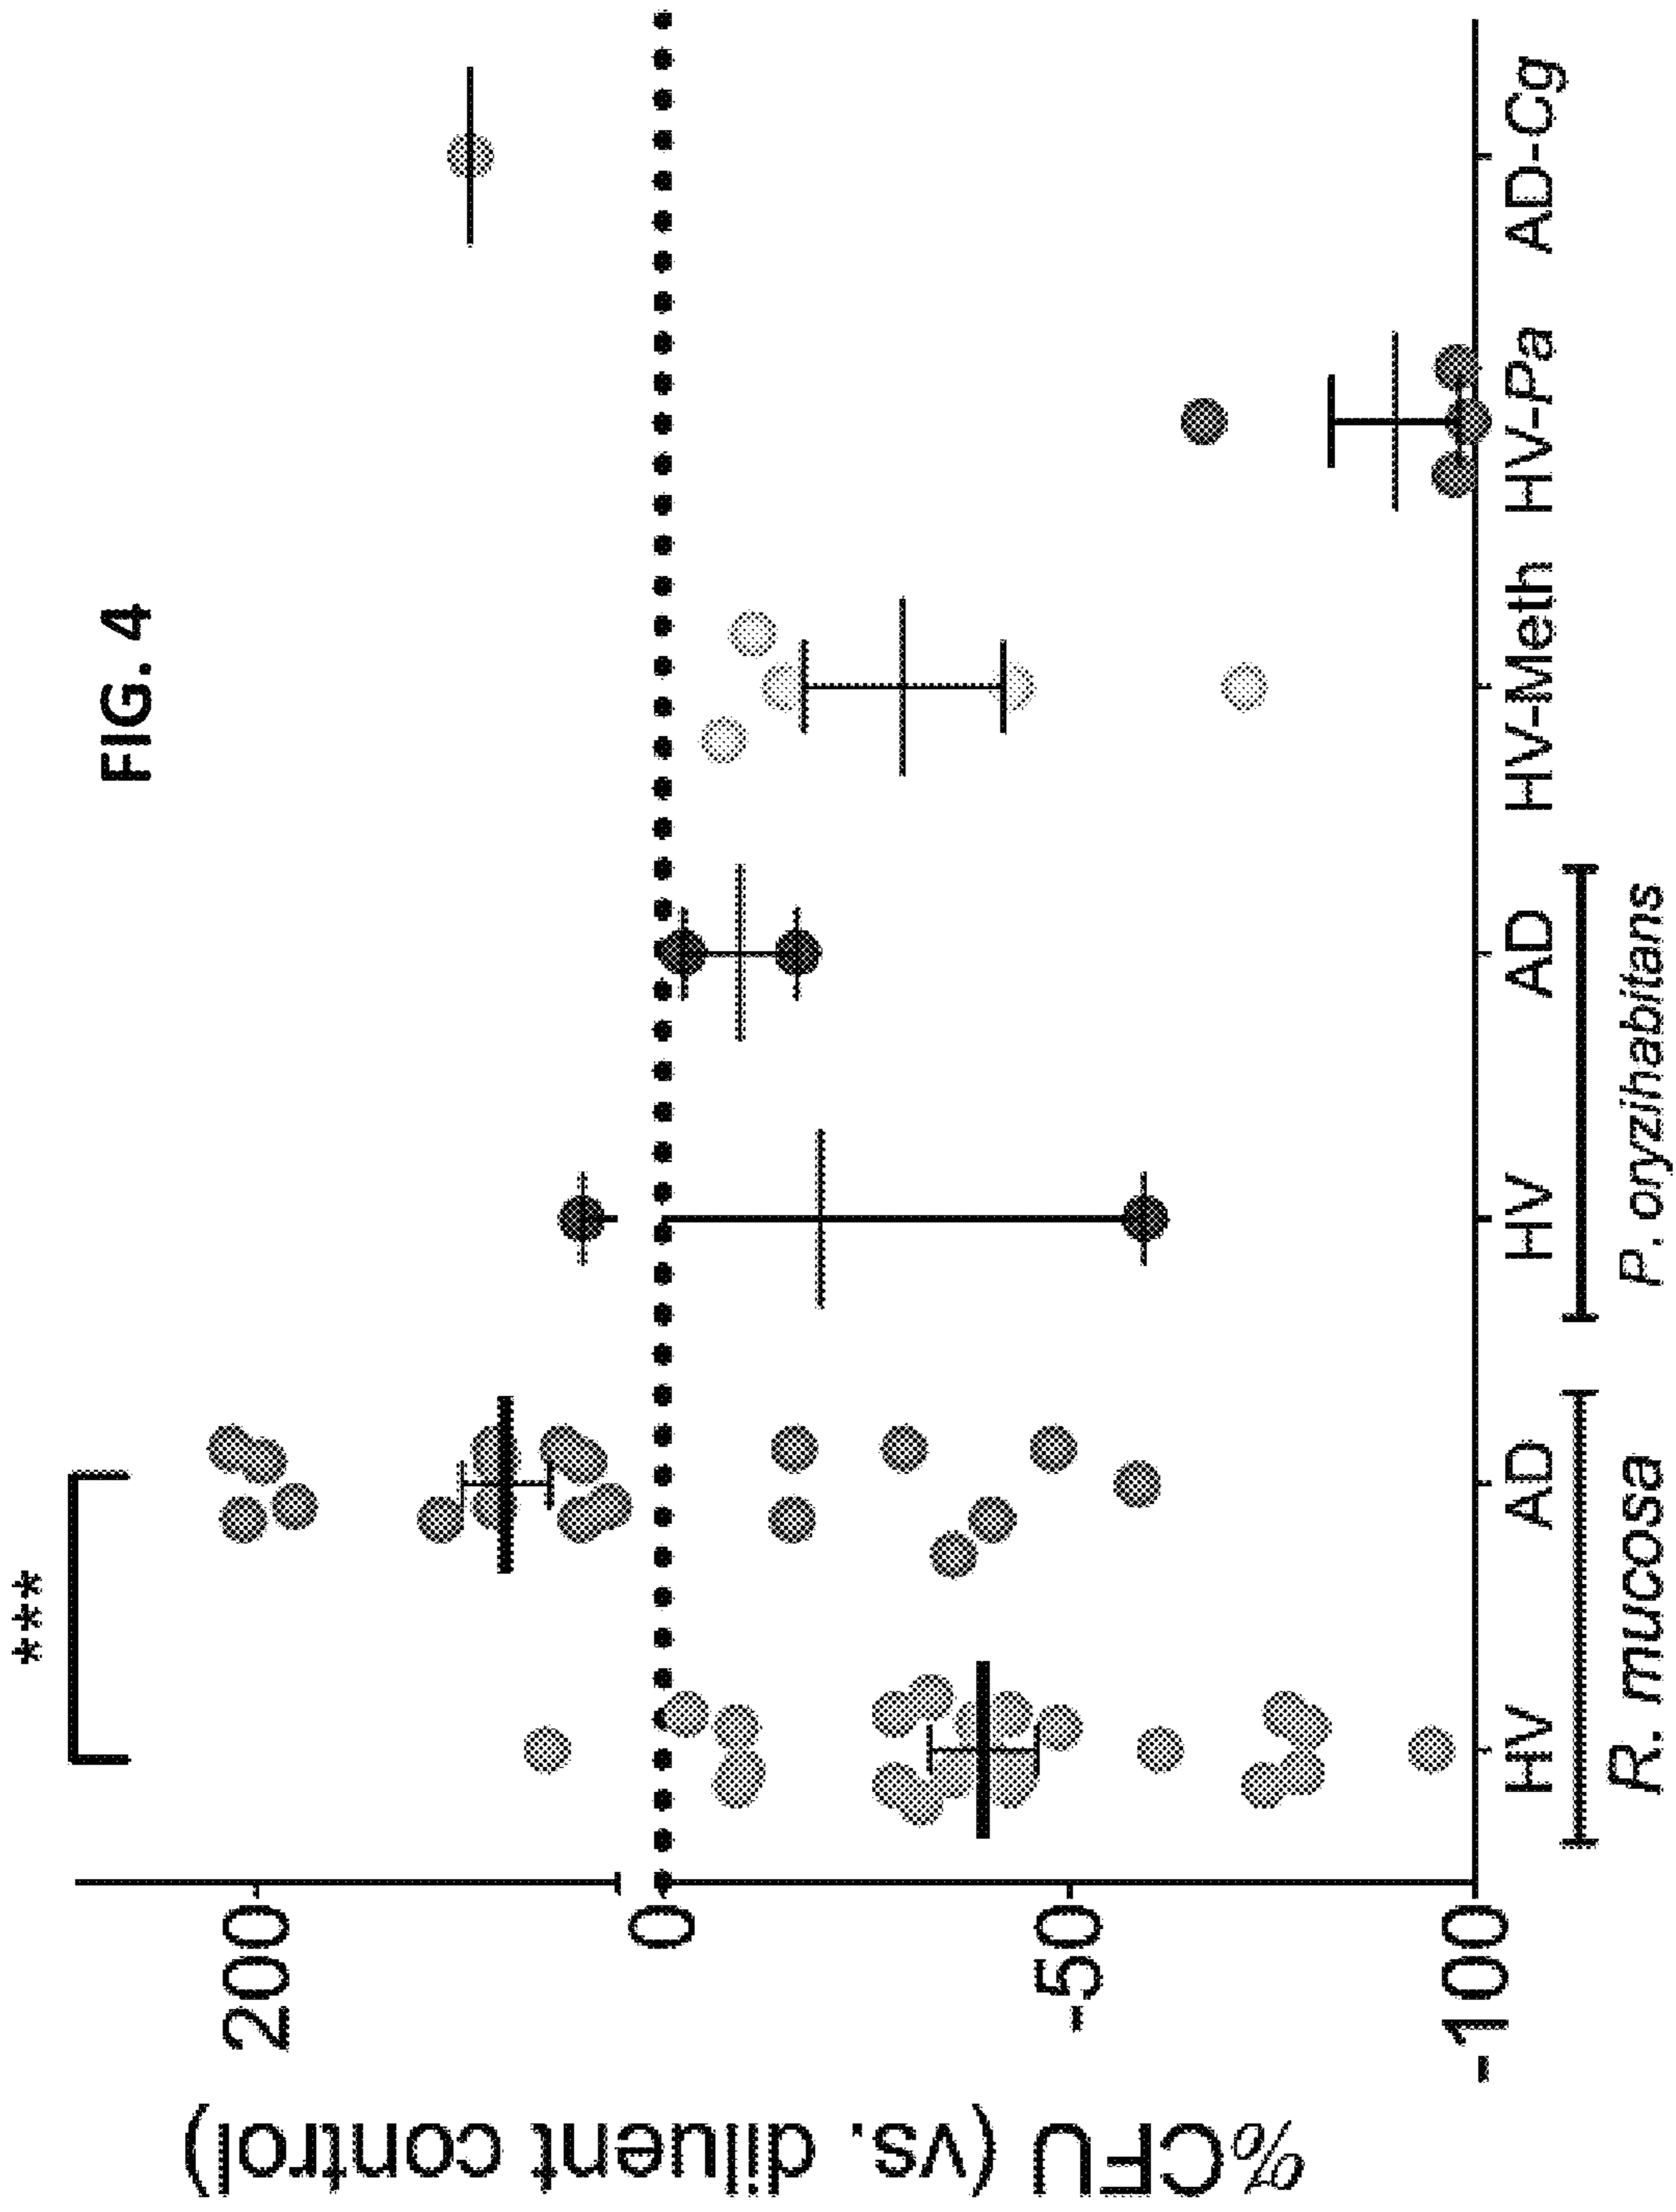 FIG. 4
***
%CFU (vs. diluent control)
200
0
-50
-100
HV AD HV AD HV-Meth HV-Pa AD-Cg
R. mucosa P. oryzihabitans